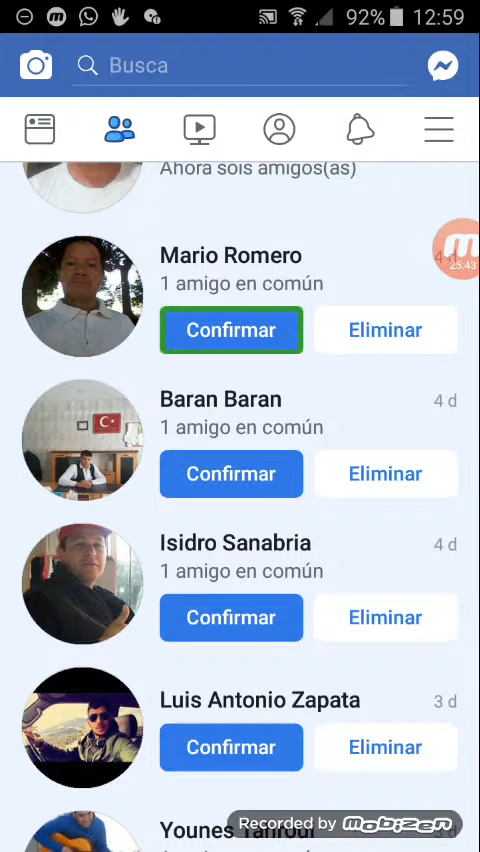 92% 12:59
Busca
Ahora sois amigos(as)
Mario Romero
1 amigo en común
25:43
Confirmar Eliminar
Baran Baran 4 d
1 amigo en común
Confirmar Eliminar
Isidro Sanabria 4 d
1 amigo en común
Confirmar Eliminar
Luis Antonio Zapata 3 d
Confirmar Eliminar
Younes
Recorded by mobizen